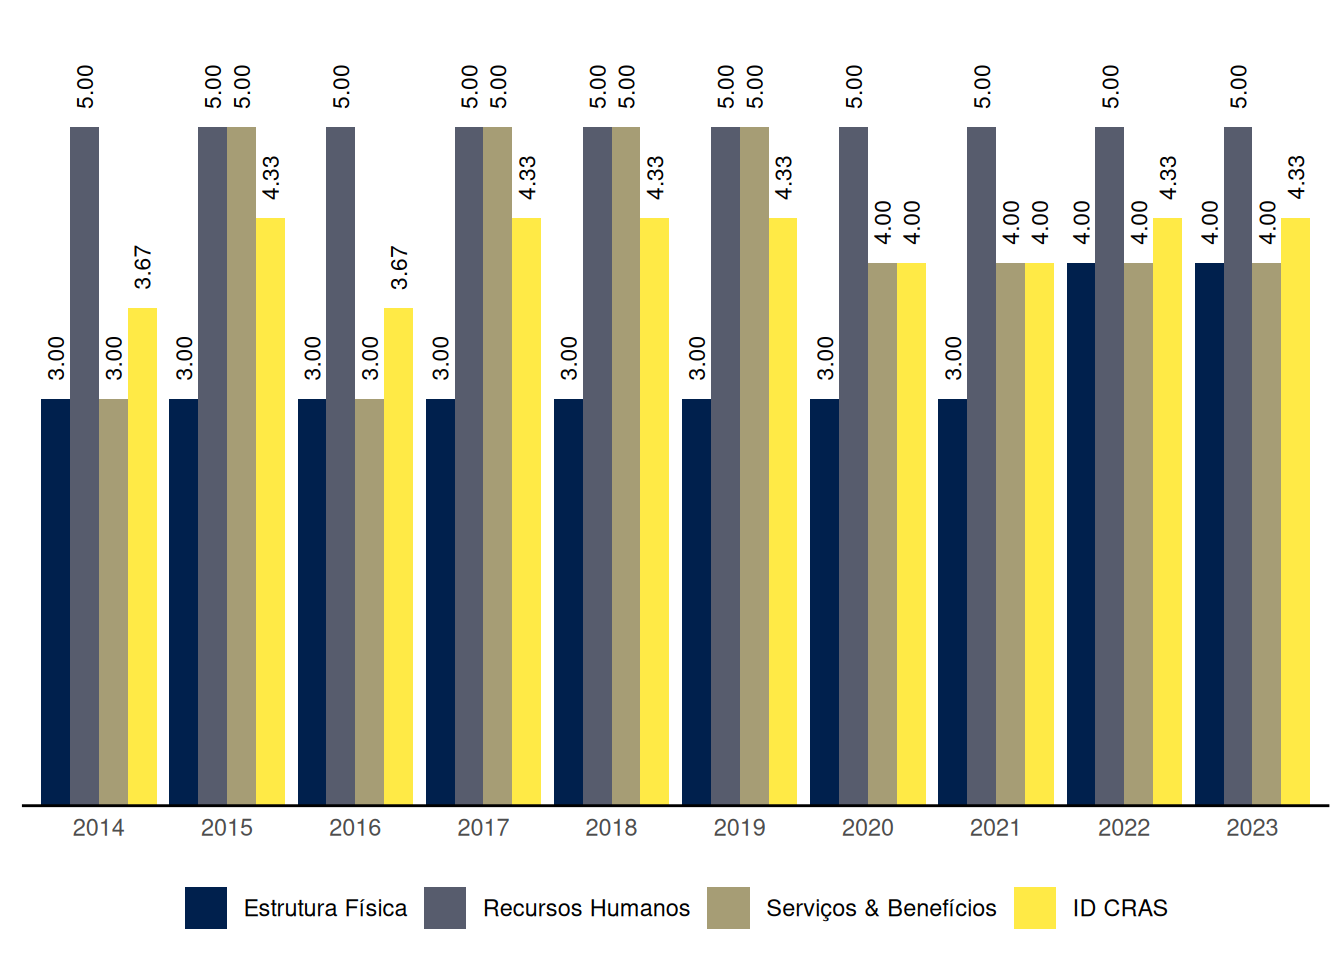 5.00 5.00 5.00 5.00 5.00 5.00 5.00 5.00 5.00 5.00 5.00 5.00 5.00 5.00
4.33 4.33 4.33 4.33 4.33 4.33
4.00 4.00 4.00 4.00 4.00 4.00 4.00 4.00
3.67 3.67
3.00 3.00 3.00 3.00 3.00 3.00 3.00 3.00 3.00 3.00
2014 2015 2016 2017 2018 2019 2020 2021 2022 2023
Estrutura Física Recursos Humanos Serviços & Benefícios ID CRAS